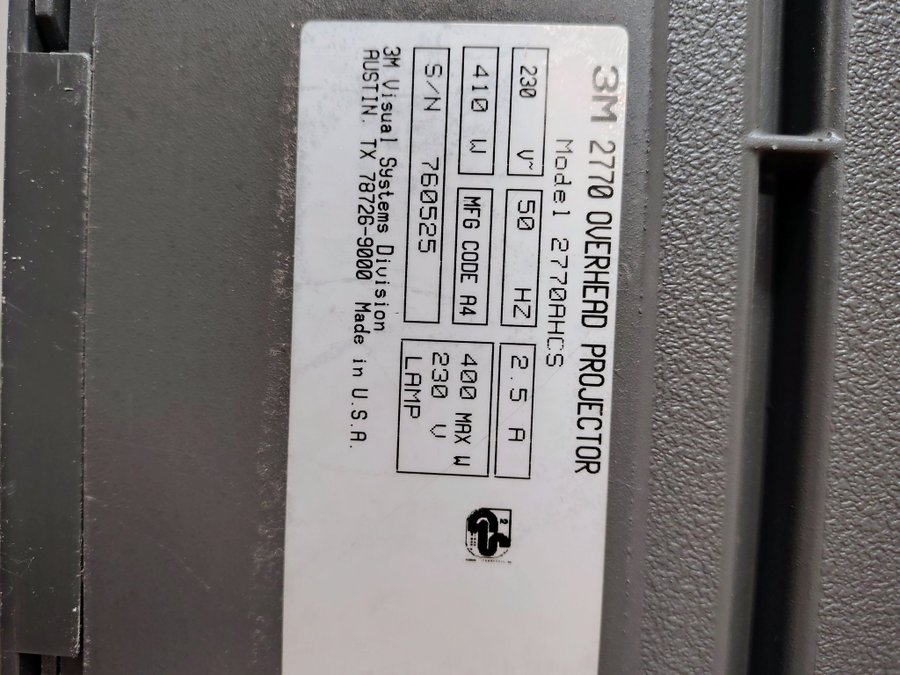 3M 2770 OVERHEAD PROJECTOR
Model 2770AHCS
230 V~ 50 HZ 2.5 A
410 W MFG CODE A4
400 MAX W
230 V
LAMP
S/N 760525
3M Visual Systems Division
AUSTIN, TX 78726-9000 Made in U.S.A.